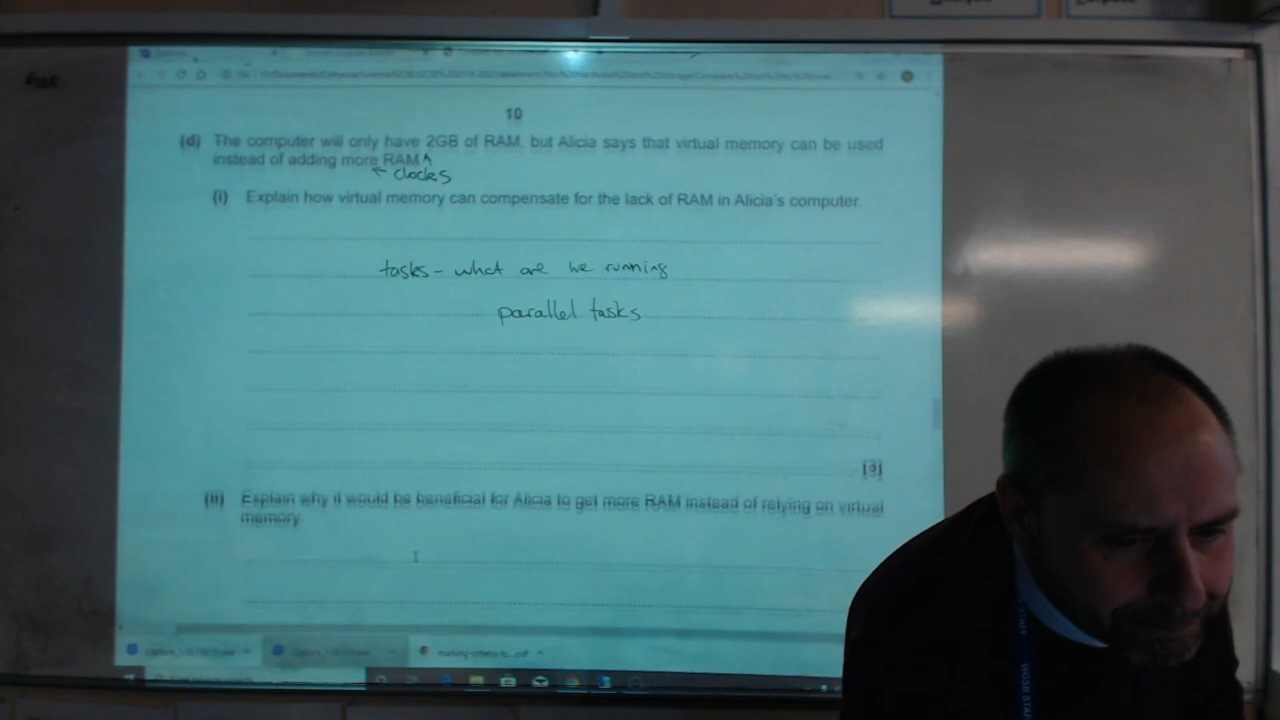 10
(d) The computer will only have 2GB of RAM, but Alicia says that virtual memory can be used
instead of adding more RAM^
← clocks
(i) Explain how virtual memory can compensate for the lack of RAM in Alicia's computer.
tasks - what are we running
parallel tasks
[3]
(ii) Explain why it would be beneficial for Alicia to get more RAM instead of relying on virtual
memory.
STAFF
WGSB STAF